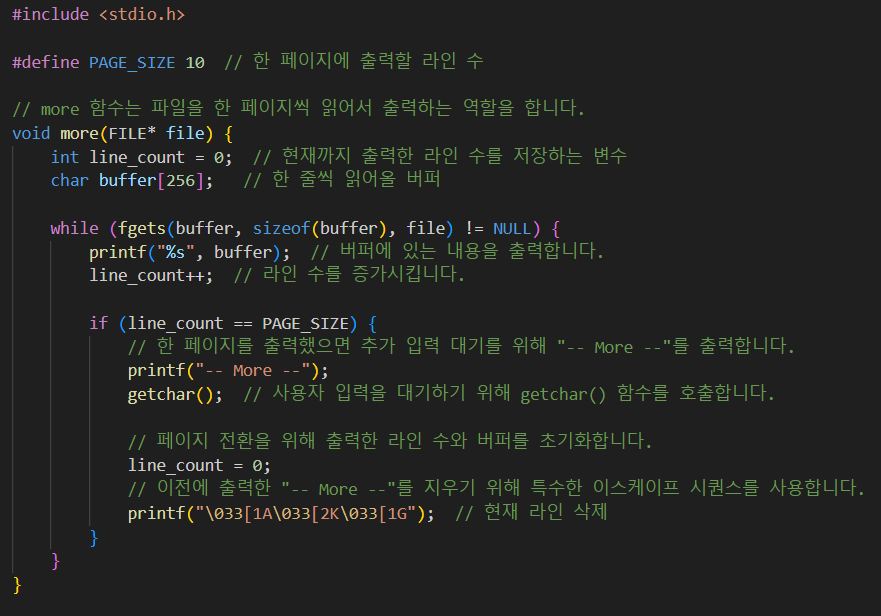 #include <stdio.h>
#define PAGE_SIZE 10  // 한 페이지에 출력할 라인 수
// more 함수는 파일을 한 페이지씩 읽어서 출력하는 역할을 합니다.
void more(FILE* file) {
    int line_count = 0;  // 현재까지 출력한 라인 수를 저장하는 변수
    char buffer[256];   // 한 줄씩 읽어올 버퍼
    while (fgets(buffer, sizeof(buffer), file) != NULL) {
        printf("%s", buffer);  // 버퍼에 있는 내용을 출력합니다.
        line_count++;  // 라인 수를 증가시킵니다.
        if (line_count == PAGE_SIZE) {
            // 한 페이지를 출력했으면 추가 입력 대기를 위해 "-- More --"를 출력합니다.
            printf("-- More --");
            getchar();  // 사용자 입력을 대기하기 위해 getchar() 함수를 호출합니다.
            // 페이지 전환을 위해 출력한 라인 수와 버퍼를 초기화합니다.
            line_count = 0;
            // 이전에 출력한 "-- More --"를 지우기 위해 특수한 이스케이프 시퀀스를 사용합니다.
            printf("\033[1A\033[2K\033[1G");  // 현재 라인 삭제
        }
    }
}